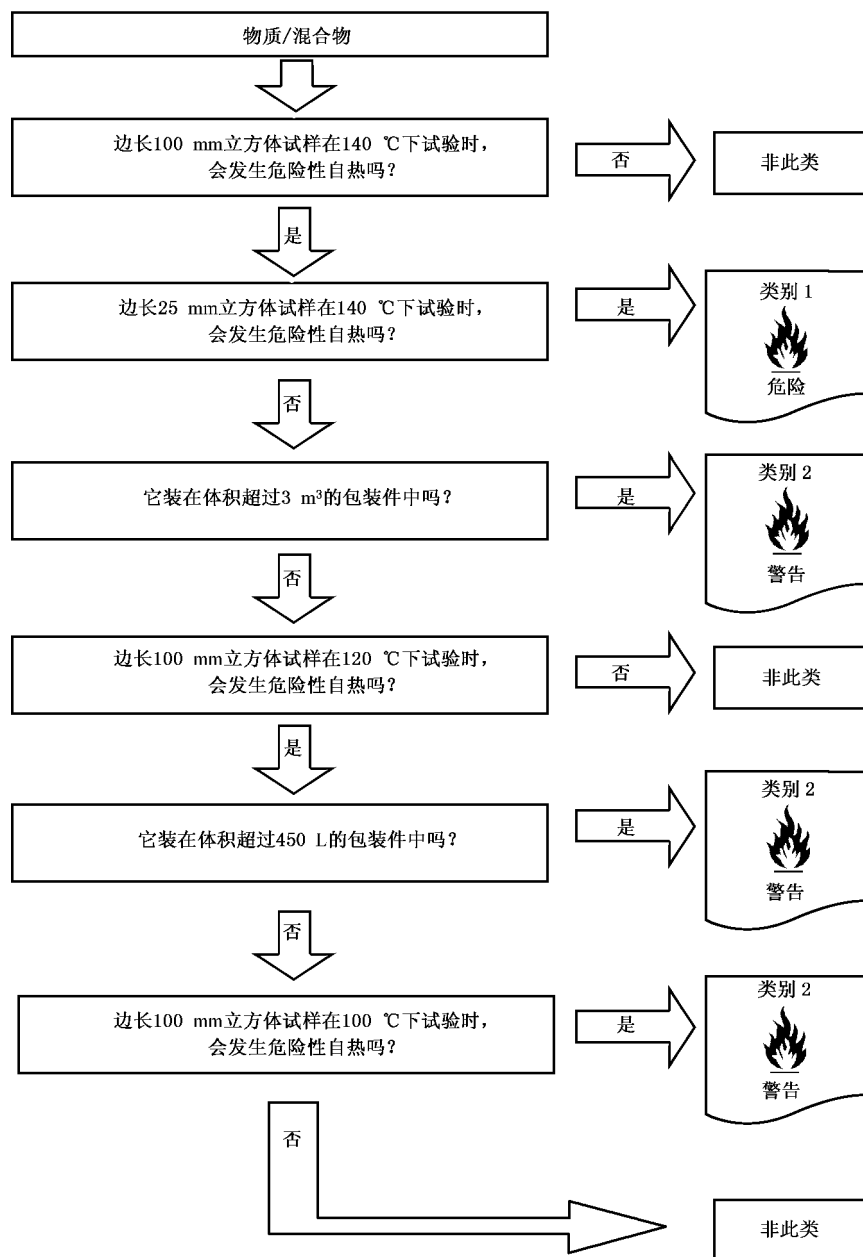 物质/混合物
边长100 mm立方体试样在140 ℃下试验时，
会发生危险性自热吗？
否
非此类
是
边长25 mm立方体试样在140 ℃下试验时，
会发生危险性自热吗？
是
类别1
危险
否
它装在体积超过3 m³的包装件中吗？
是
类别2
警告
否
边长100 mm立方体试样在120 ℃下试验时，
会发生危险性自热吗？
否
非此类
是
它装在体积超过450 L的包装件中吗？
是
类别2
警告
否
边长100 mm立方体试样在100 ℃下试验时，
会发生危险性自热吗？
是
类别2
警告
否
非此类